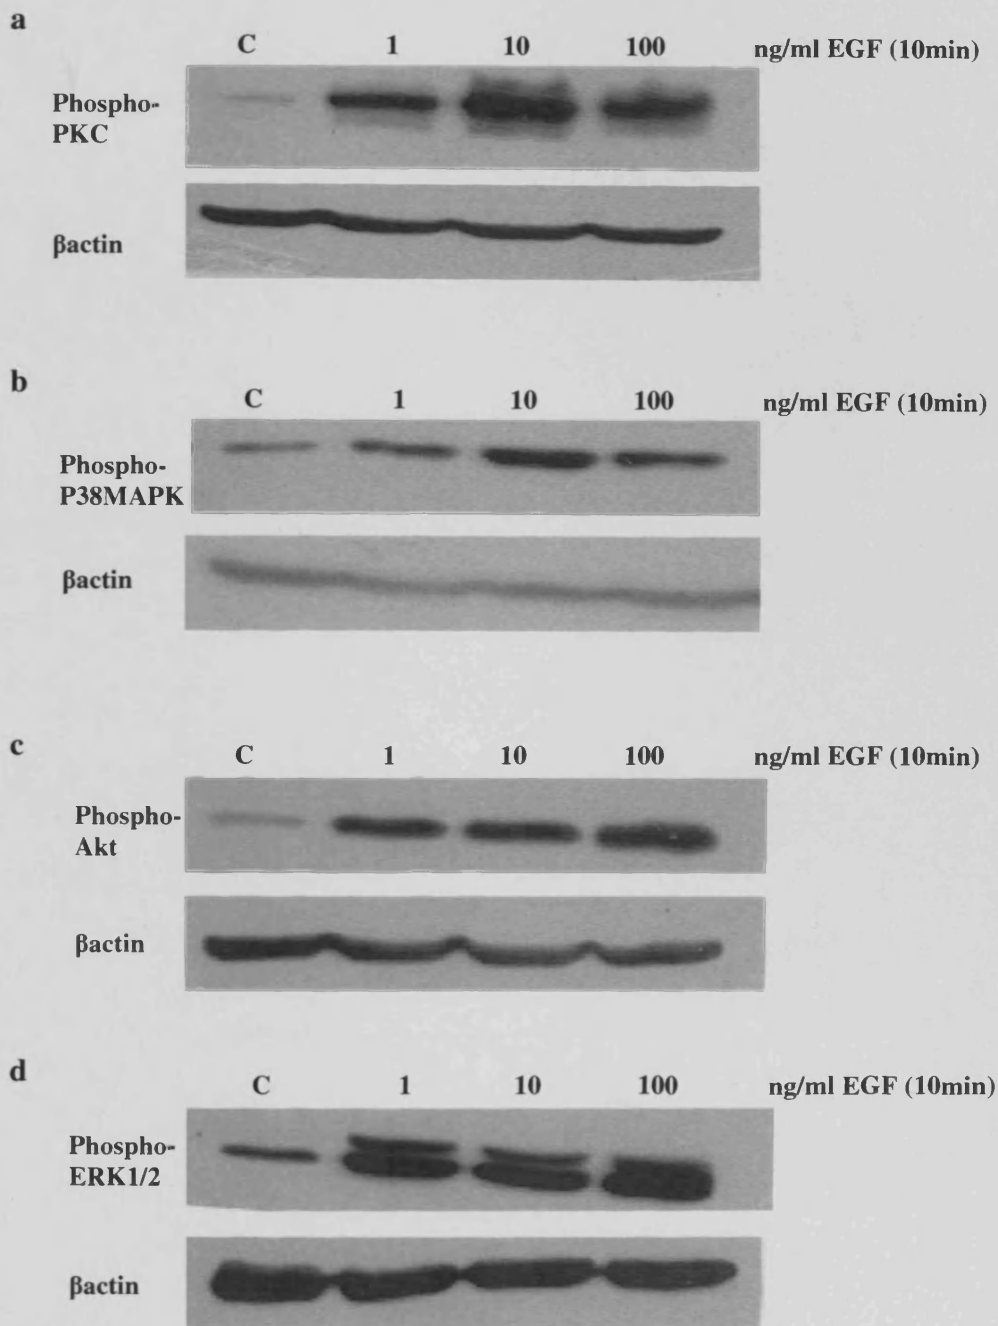 a
C 1 10 100 ng/ml EGF (10min)
Phospho-
PKC
βactin
b
C 1 10 100 ng/ml EGF (10min)
Phospho-
P38MAPK
βactin
c
C 1 10 100 ng/ml EGF (10min)
Phospho-
Akt
βactin
d
C 1 10 100 ng/ml EGF (10min)
Phospho-
ERK1/2
βactin